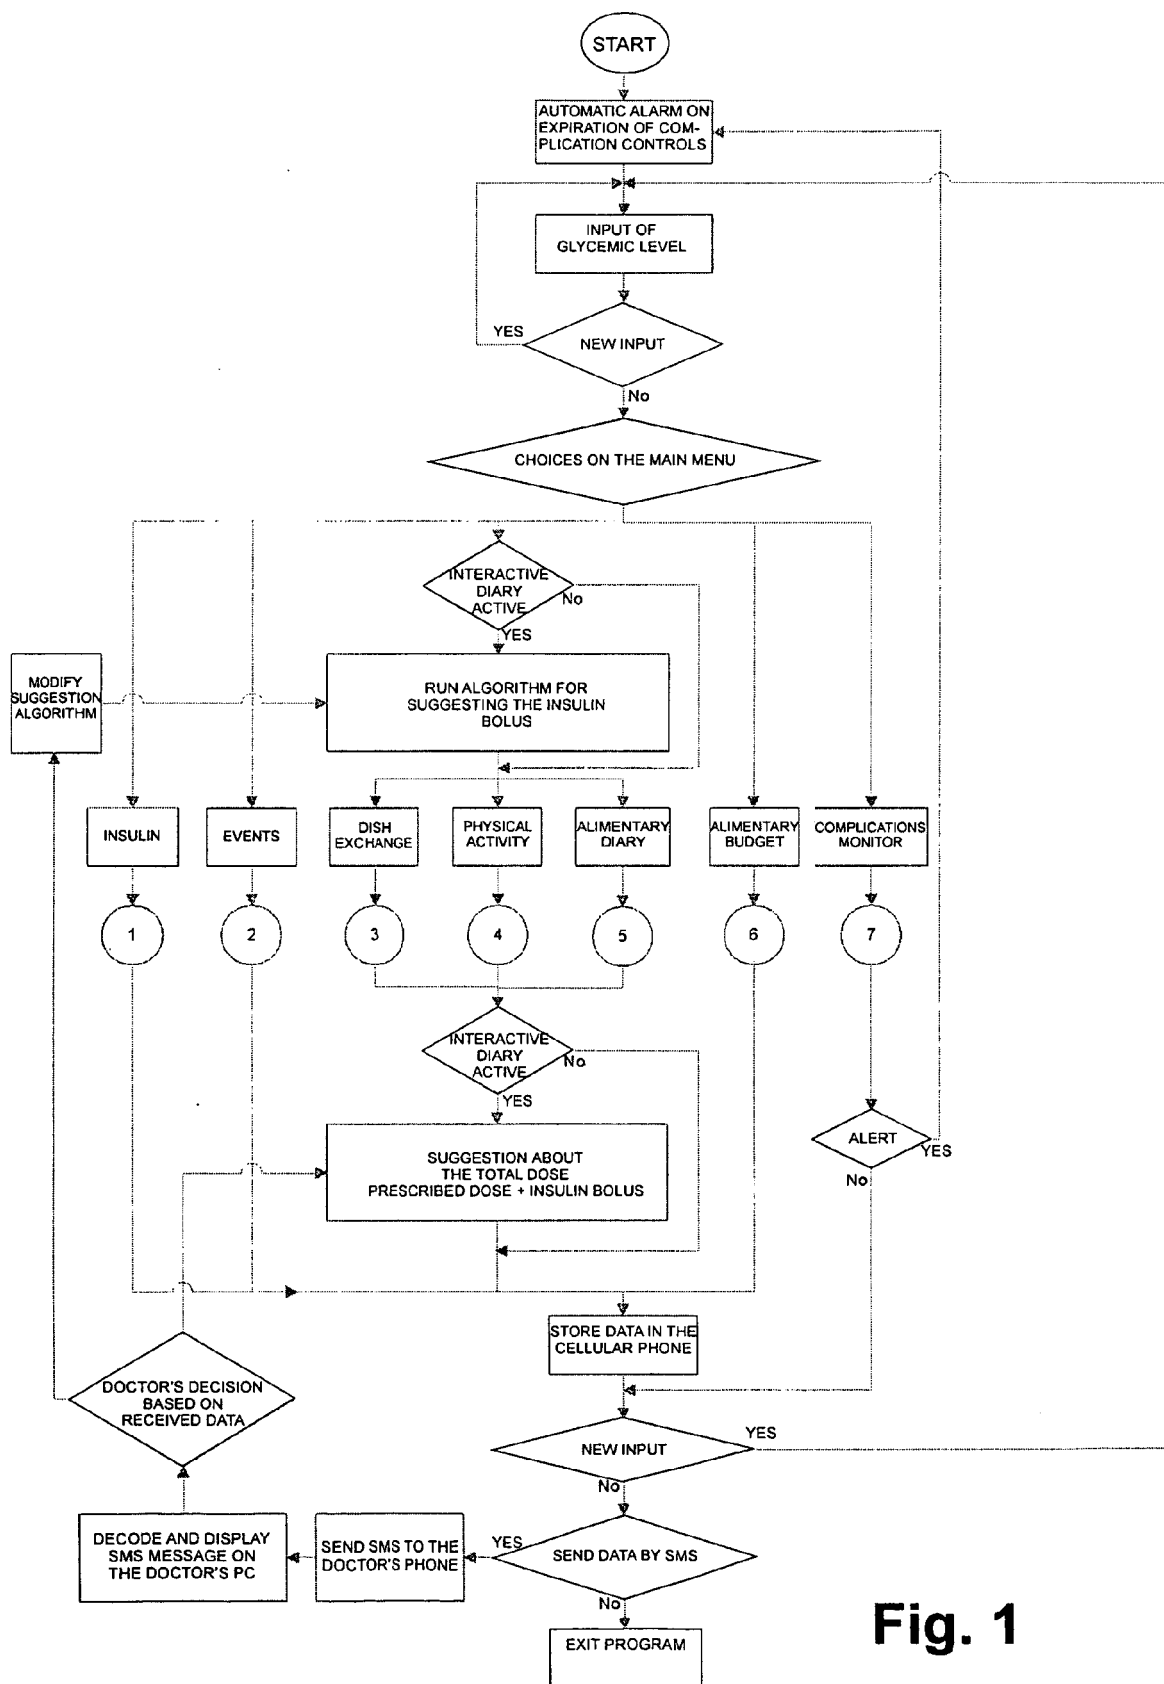 START
AUTOMATIC ALARM ON
EXPIRATION OF COM-
PLICATION CONTROLS
INPUT OF
GLYCEMIC LEVEL
YES
NEW INPUT
No
CHOICES ON THE MAIN MENU
INTERACTIVE
DIARY
ACTIVE
No
YES
MODIFY
SUGGESTION
ALGORITHM
RUN ALGORITHM FOR
SUGGESTING THE INSULIN
BOLUS
INSULIN
EVENTS
DISH
EXCHANGE
PHYSICAL
ACTIVITY
ALIMENTARY
DIARY
ALIMENTARY
BUDGET
COMPLICATIONS
MONITOR
1
2
3
4
5
6
7
INTERACTIVE
DIARY
ACTIVE
No
YES
ALERT
YES
No
SUGGESTION ABOUT
THE TOTAL DOSE
PRESCRIBED DOSE + INSULIN BOLUS
STORE DATA IN THE
CELLULAR PHONE
DOCTOR'S DECISION
BASED ON
RECEIVED DATA
NEW INPUT
YES
No
DECODE AND DISPLAY
SMS MESSAGE ON
THE DOCTOR'S PC
SEND SMS TO THE
DOCTOR'S PHONE
YES
SEND DATA BY SMS
No
EXIT PROGRAM
Fig. 1